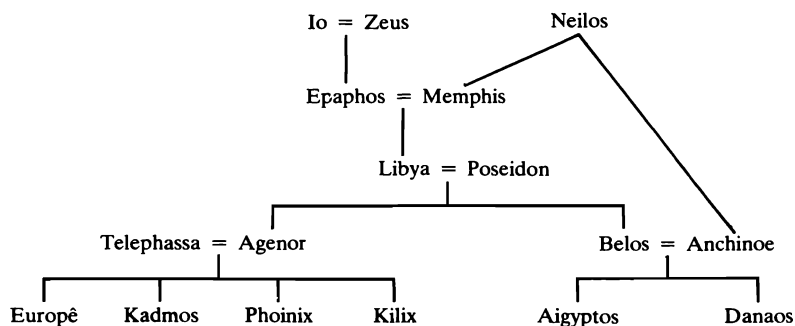 Io = Zeus Neilos
Epaphos = Memphis
Libya = Poseidon
Telephassa = Agenor Belos = Anchinoe
Europê Kadmos Phoinix Kilix Aigyptos Danaos